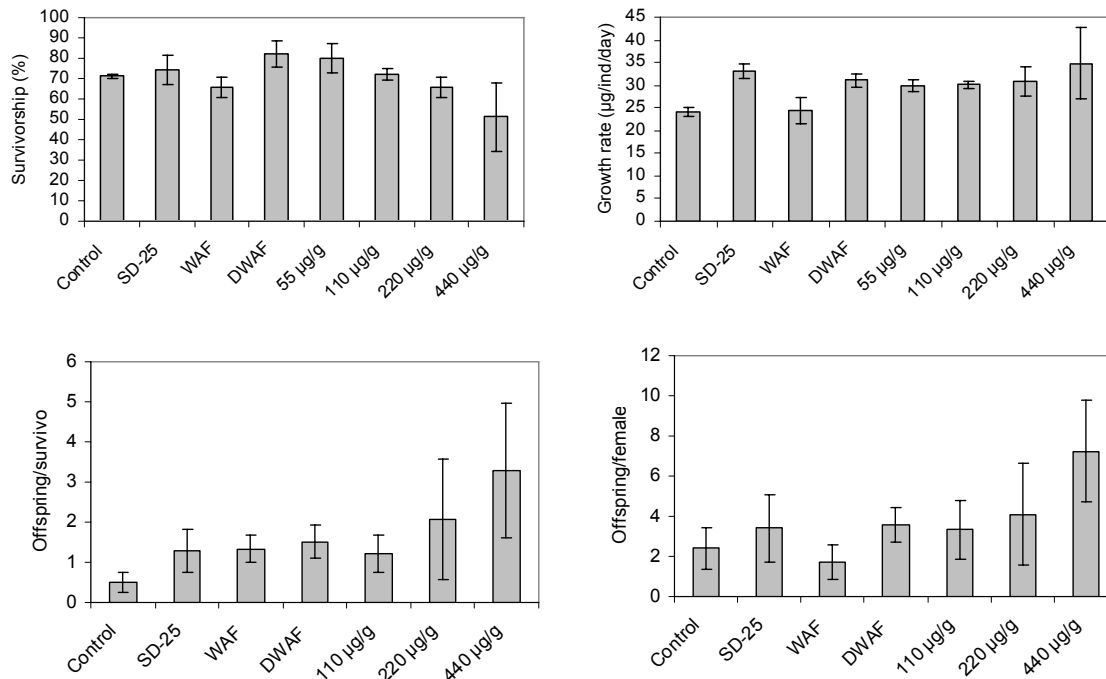 Survivorship (%)
100
90
80
70
60
50
40
30
20
10
0
Control
SD-25
WAF
DWAF
55 µg/g
110 µg/g
220 µg/g
440 µg/g
Growth rate (µg/ind/day)
45
40
35
30
25
20
15
10
5
0
Control
SD-25
WAF
DWAF
55 µg/g
110 µg/g
220 µg/g
440 µg/g
Offspring/survivo
6
5
4
3
2
1
0
Control
SD-25
WAF
DWAF
110 µg/g
220 µg/g
440 µg/g
Offspring/female
12
10
8
6
4
2
0
Control
SD-25
WAF
DWAF
110 µg/g
220 µg/g
440 µg/g